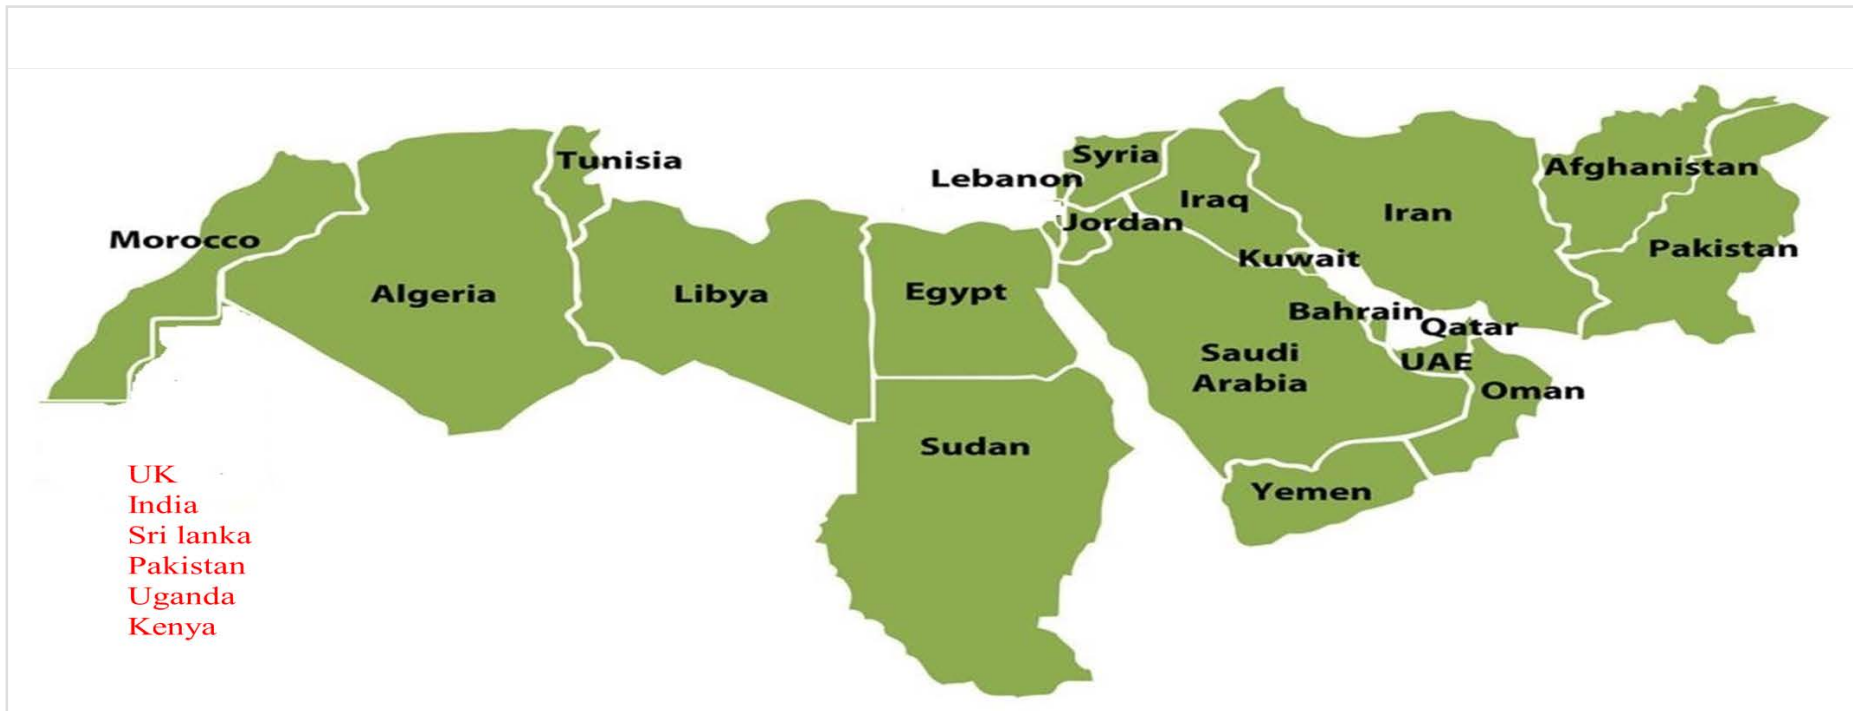 Morocco
Algeria
Tunisia
Libya
Egypt
Sudan
Lebanon
Syria
Jordan
Iraq
Kuwait
Iran
Afghanistan
Pakistan
Bahrain
Qatar
UAE
Saudi
Arabia
Oman
Yemen
UK
India
Sri lanka
Pakistan
Uganda
Kenya